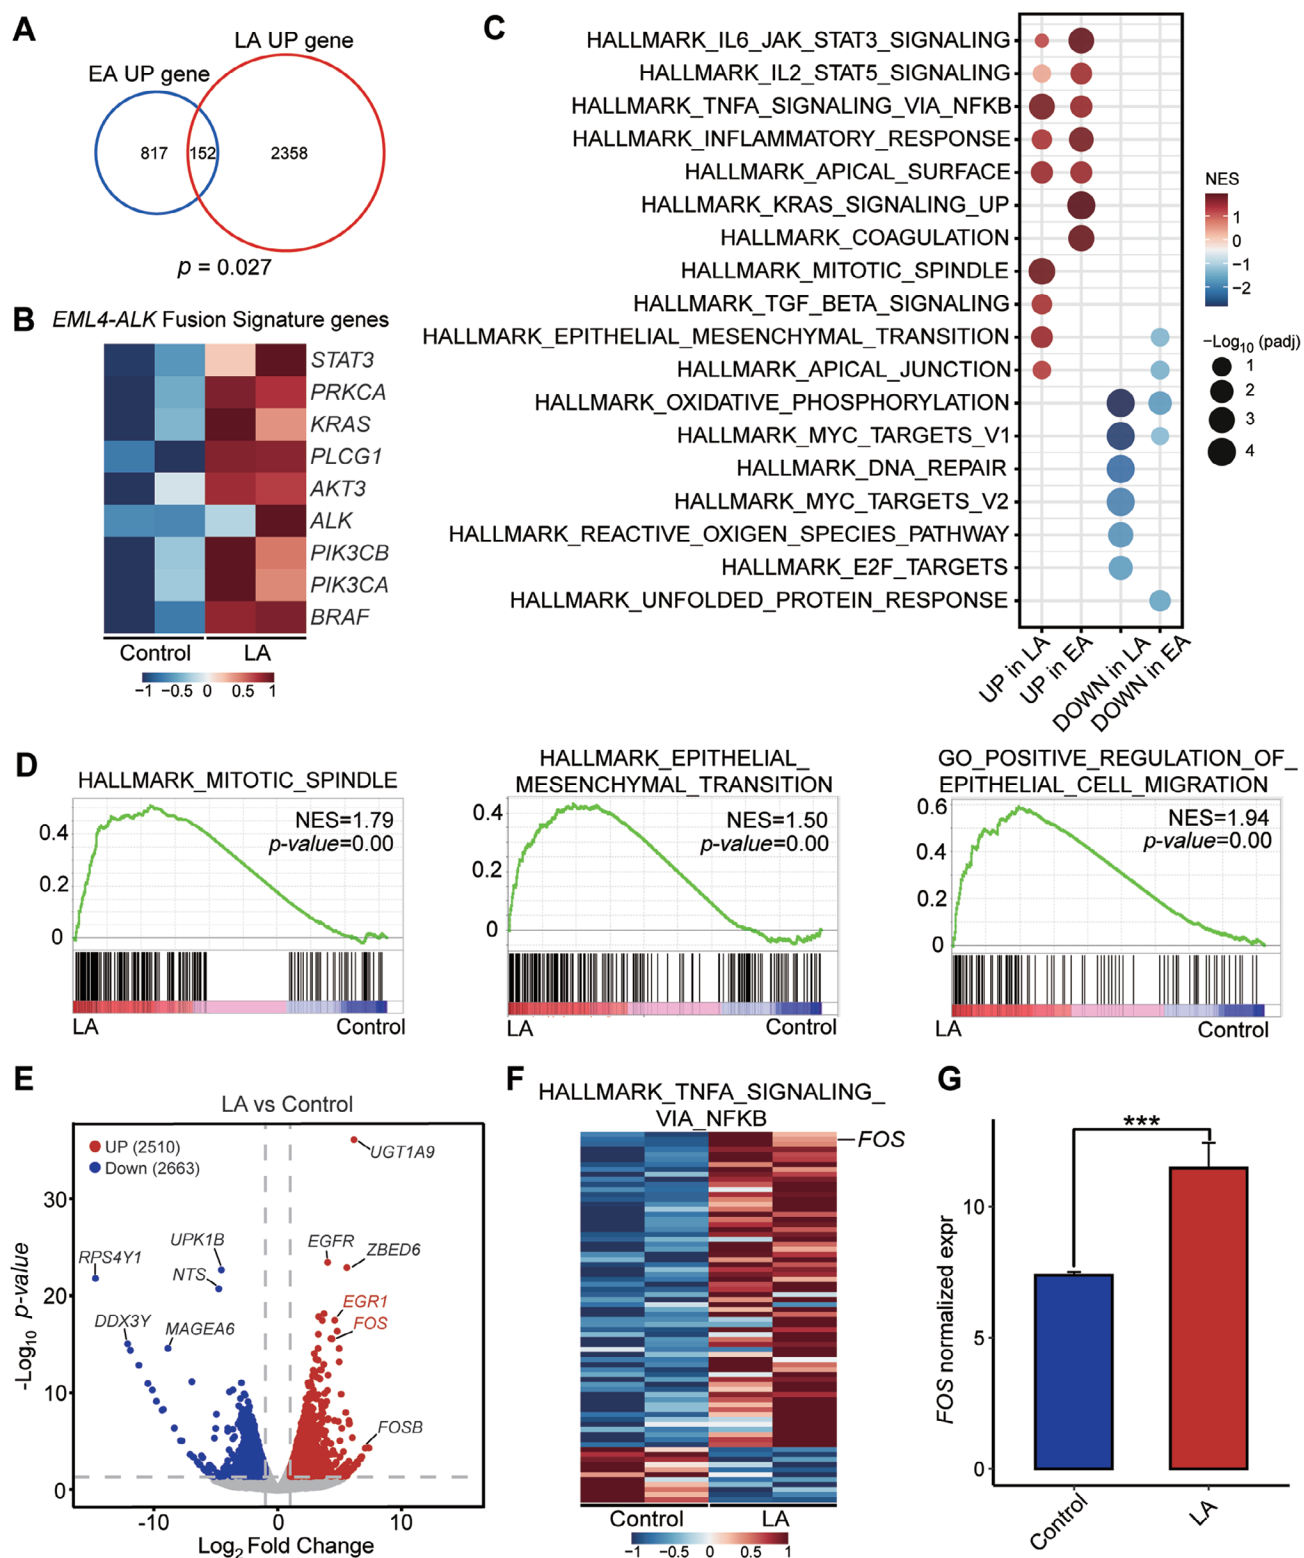 A
LA UP gene
EA UP gene
817
152
2358
p = 0.027
B
EML4-ALK Fusion Signature genes
STAT3
PRKCA
KRAS
PLCG1
AKT3
ALK
PIK3CB
PIK3CA
BRAF
Control
LA
−1
−0.5
0
0.5
1
C
HALLMARK_IL6_JAK_STAT3_SIGNALING
HALLMARK_IL2_STAT5_SIGNALING
HALLMARK_TNFA_SIGNALING_VIA_NFKB
HALLMARK_INFLAMMATORY_RESPONSE
HALLMARK_APICAL_SURFACE
HALLMARK_KRAS_SIGNALING_UP
HALLMARK_COAGULATION
HALLMARK_MITOTIC_SPINDLE
HALLMARK_TGF_BETA_SIGNALING
HALLMARK_EPITHELIAL_MESENCHYMAL_TRANSITION
HALLMARK_APICAL_JUNCTION
HALLMARK_OXIDATIVE_PHOSPHORYLATION
HALLMARK_MYC_TARGETS_V1
HALLMARK_DNA_REPAIR
HALLMARK_MYC_TARGETS_V2
HALLMARK_REACTIVE_OXIGEN_SPECIES_PATHWAY
HALLMARK_E2F_TARGETS
HALLMARK_UNFOLDED_PROTEIN_RESPONSE
UP in LA
UP in EA
DOWN in LA
DOWN in EA
NES
1
0
−1
−2
−Log10 (padj)
1
2
3
4
D
HALLMARK_MITOTIC_SPINDLE
NES=1.79
p-value=0.00
0.4
0.2
0
LA
Control
HALLMARK_EPITHELIAL_
MESENCHYMAL_TRANSITION
NES=1.50
p-value=0.00
0.4
0.2
0
LA
Control
GO_POSITIVE_REGULATION_OF_
EPITHELIAL_CELL_MIGRATION
NES=1.94
p-value=0.00
0.6
0.4
0.2
0
LA
Control
E
LA vs Control
UP (2510)
Down (2663)
UGT1A9
UPK1B
NTS
RPS4Y1
DDX3Y
MAGEA6
EGFR
ZBED6
EGR1
FOS
FOSB
30
20
10
0
-Log10 p-value
-10
0
10
Log2 Fold Change
F
HALLMARK_TNFA_SIGNALING_
VIA_NFKB
FOS
Control
LA
−1
−0.5
0
0.5
1
G
***
10
5
0
FOS normalized expr
Control
LA